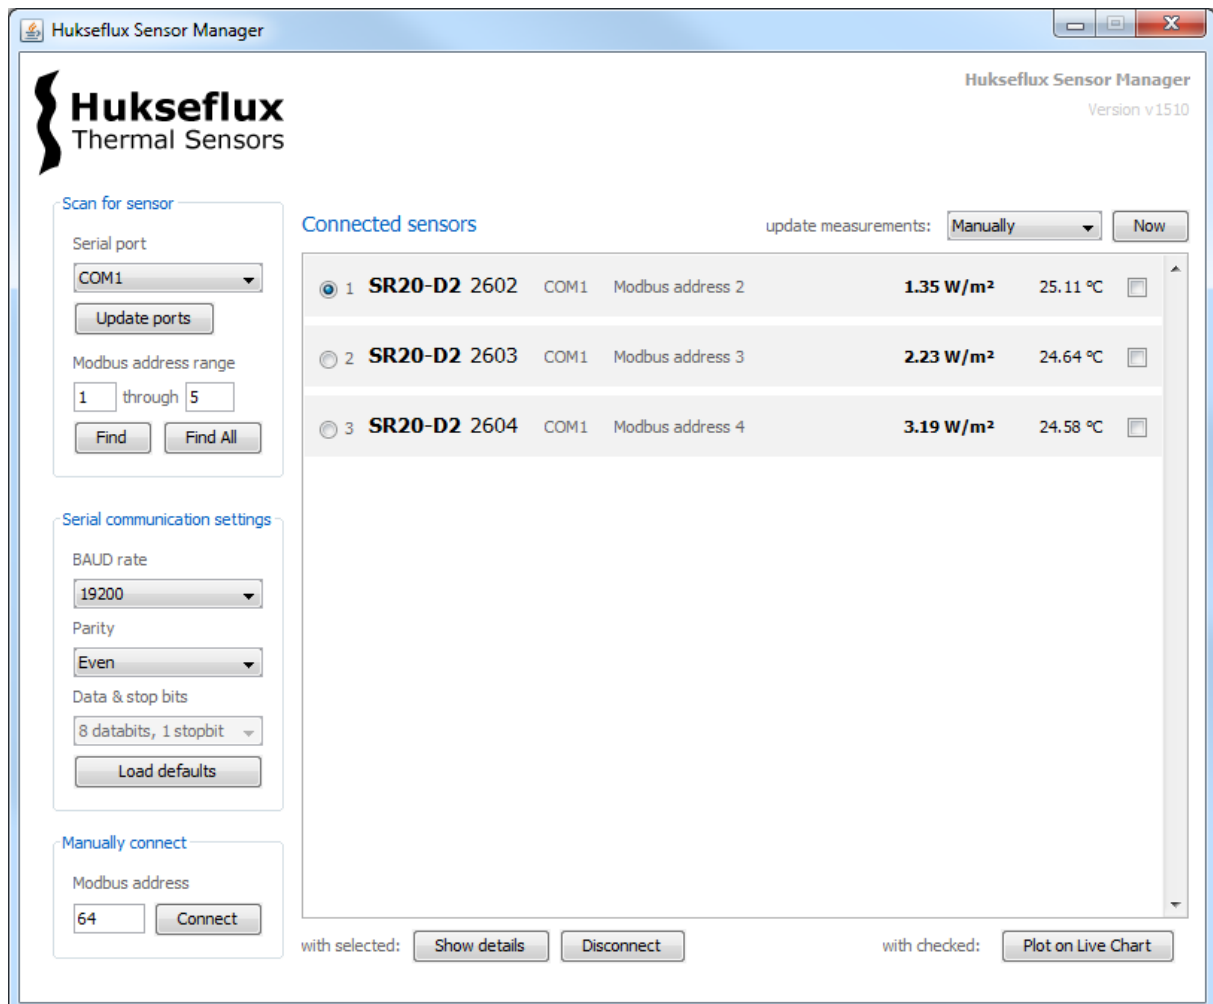 Hukseflux Sensor Manager
Hukseflux
Thermal Sensors
Hukseflux Sensor Manager
Version v1510
Scan for sensor
Serial port
COM1
Update ports
Modbus address range
1 through 5
Find Find All
Serial communication settings
BAUD rate
19200
Parity
Even
Data & stop bits
8 databits, 1 stopbit
Load defaults
Manually connect
Modbus address
64 Connect
Connected sensors
update measurements: Manually Now
1 SR20-D2 2602 COM1 Modbus address 2 1.35 W/m² 25.11 ºC
2 SR20-D2 2603 COM1 Modbus address 3 2.23 W/m² 24.64 ºC
3 SR20-D2 2604 COM1 Modbus address 4 3.19 W/m² 24.58 ºC
with selected: Show details Disconnect
with checked: Plot on Live Chart